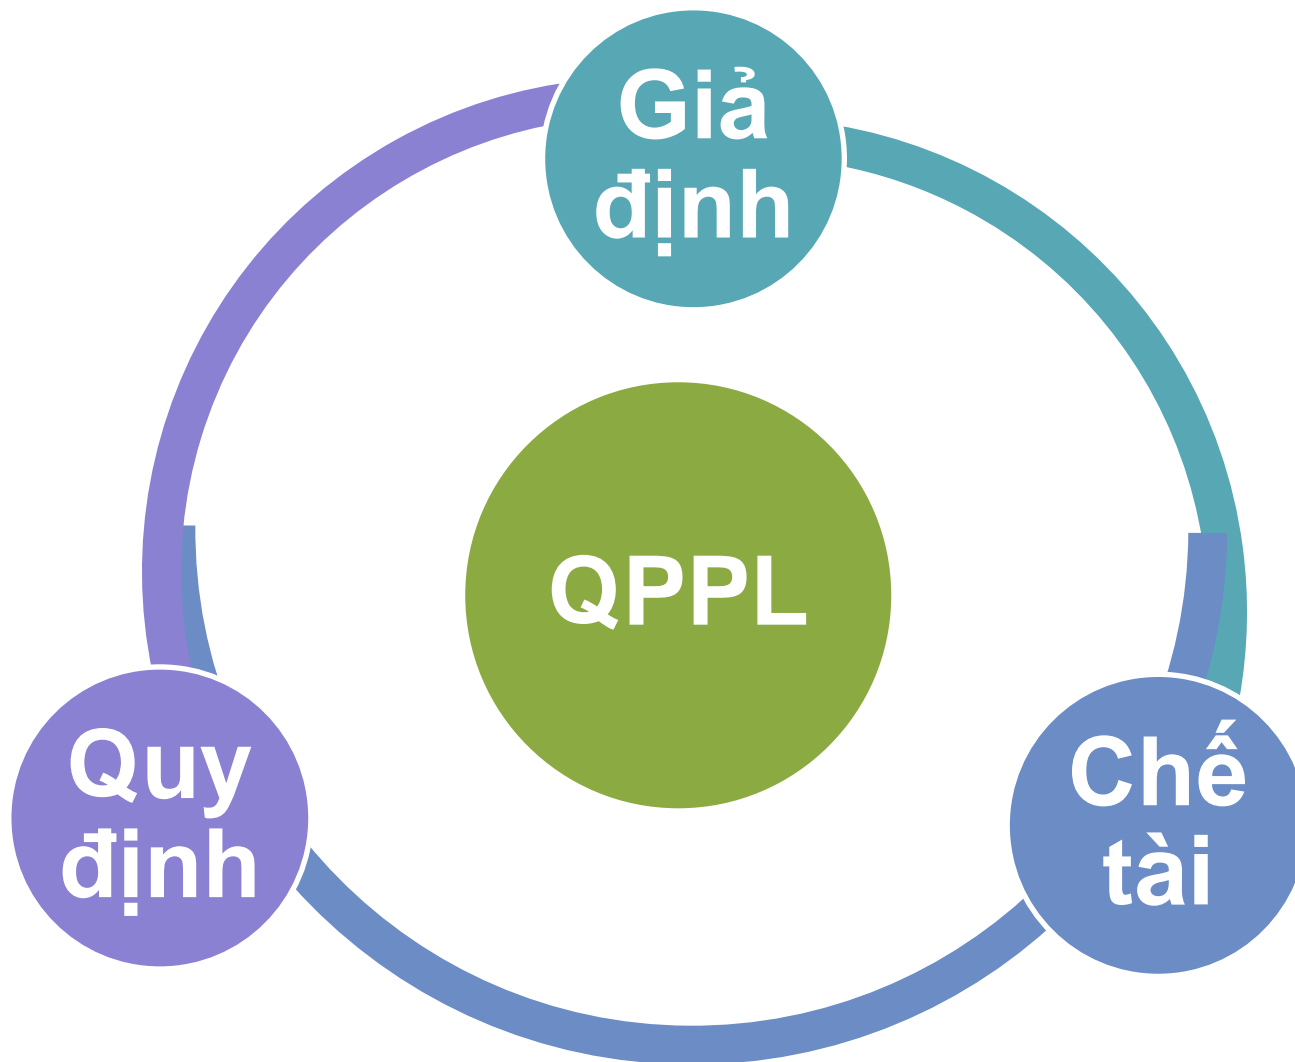 Giả
định
QPPL
Quy
định
Chế
tài